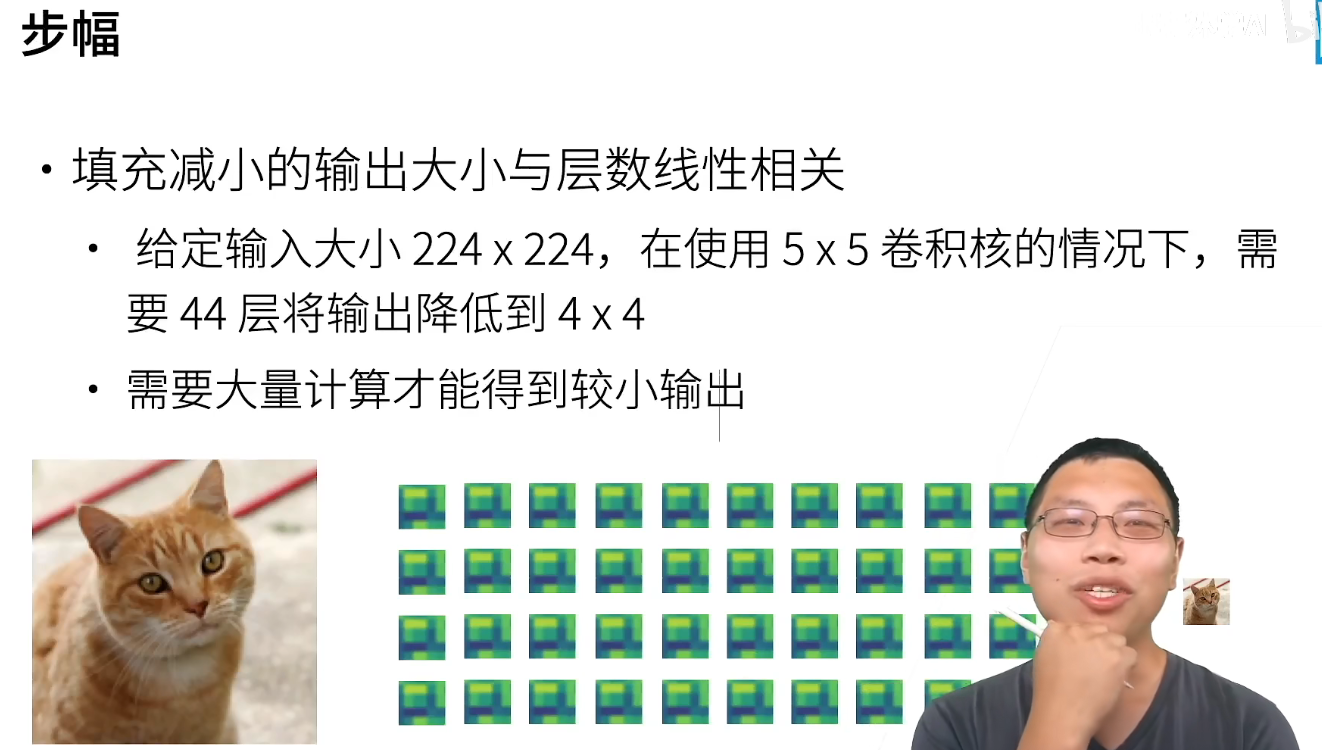 步幅
• 填充减小的输出大小与层数线性相关
• 给定输入大小 224 x 224，在使用 5 x 5 卷积核的情况下，需
要 44 层将输出降低到 4 x 4
• 需要大量计算才能得到较小输出